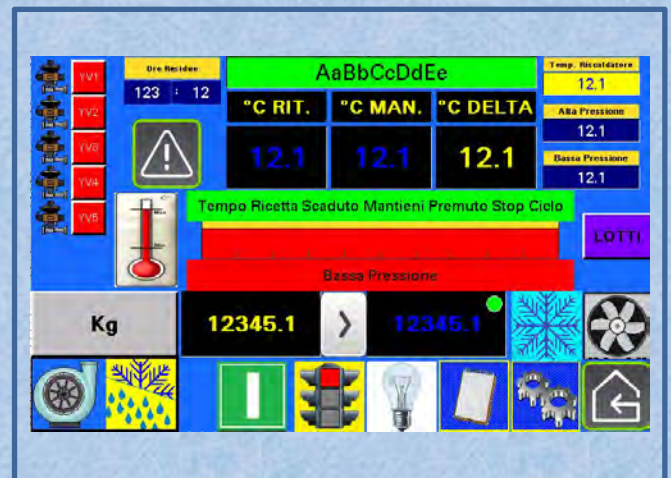 YV1
YV2
YV3
YV4
YV5
Ore Residue
123 : 12
AaBbCcDdEe
°C RIT. °C MAN. °C DELTA
12.1 12.1 12.1
Temp. Riscaldatore
12.1
Alta Pressione
12.1
Bassa Pressione
12.1
Tempo Ricetta Scaduto Mantieni Premuto Stop Ciclo
Bassa Pressione
LOTTI
Kg 12345.1 > 12345.1